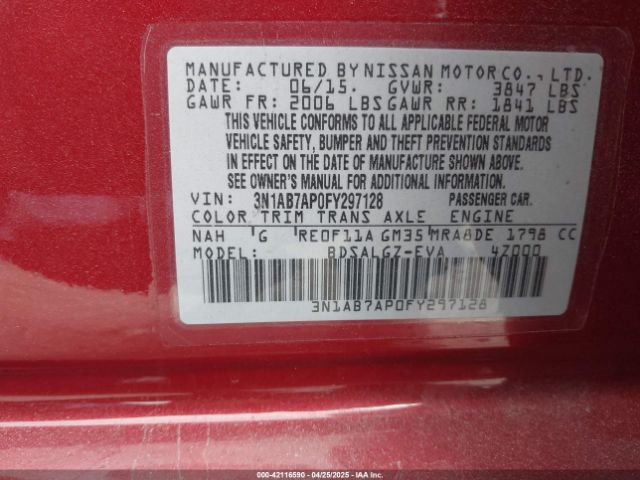 MANUFACTURED BY NISSAN MOTOR CO., LTD.
DATE: 06/15. GVWR: 3847 LBS
GAWR FR: 2006 LBS GAWR RR: 1841 LBS
THIS VEHICLE CONFORMS TO ALL APPLICABLE FEDERAL MOTOR
VEHICLE SAFETY, BUMPER AND THEFT PREVENTION STANDARDS
IN EFFECT ON THE DATE OF MANUFACTURE SHOWN ABOVE.
SEE OWNER'S MANUAL FOR ADDITIONAL INFORMATION.
VIN: 3N1AB7AP0FY297128 PASSENGER CAR.
COLOR TRIM TRANS AXLE ENGINE
NAH G RE0F11A GM35 MRA8DE 1798 CC
MODEL: BDSALGZ-EVA 4Z000
3N1AB7AP0FY297128
000-42116590 - 04/25/2025 - IAA Inc.